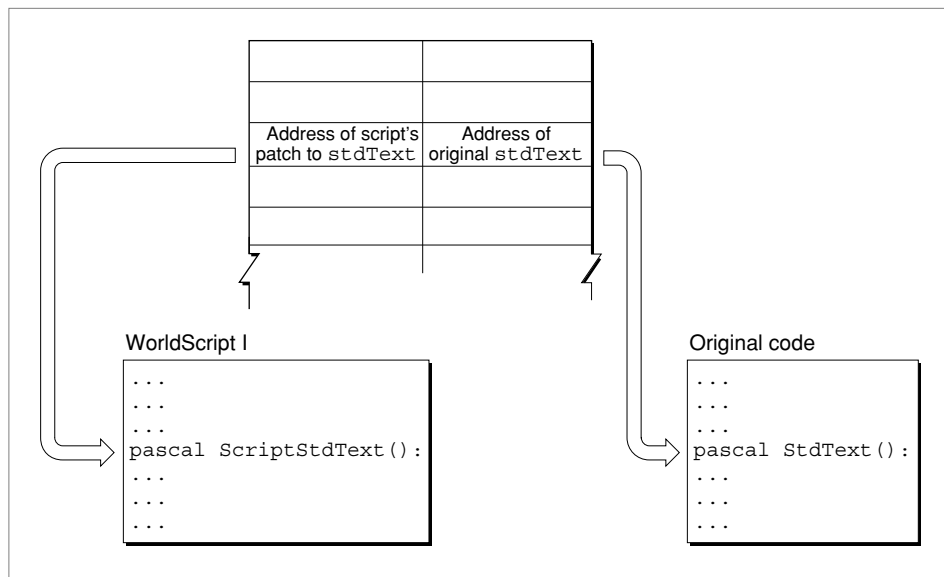 Address of script's
patch to stdText
Address of
original stdText
WorldScript I
...
...
...
pascal ScriptStdText():
...
...
...
Original code
...
...
...
pascal StdText():
...
...
...